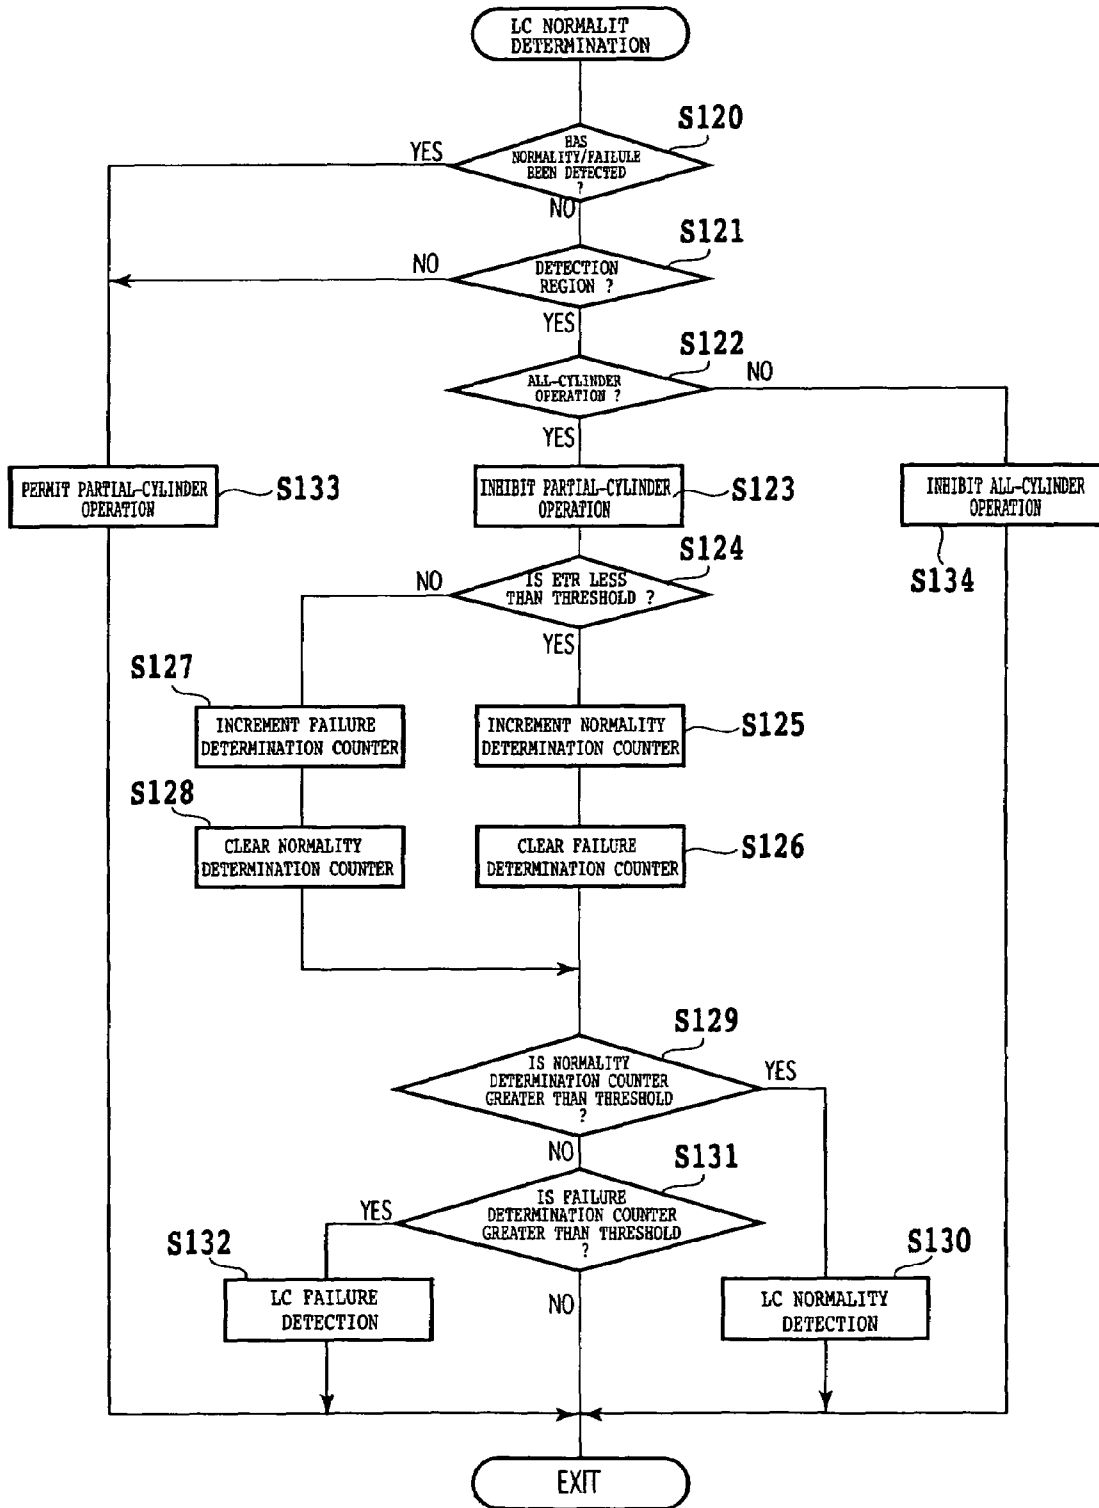 LC NORMALIT
DETERMINATION
S120
HAS
NORMALITY/FAILULE
BEEN DETECTED
?
YES
NO
S121
DETECTION
REGION ?
NO
YES
S122
ALL-CYLINDER
OPERATION ?
NO
YES
PERMIT PARTIAL-CYLINDER
OPERATION
S133
INHIBIT PARTIAL-CYLINDER
OPERATION
S123
INHIBIT ALL-CYLINDER
OPERATION
S134
S124
IS ETR LESS
THAN THRESHOLD ?
NO
YES
S127
INCREMENT FAILURE
DETERMINATION COUNTER
INCREMENT NORMALITY
DETERMINATION COUNTER
S125
S128
CLEAR NORMALITY
DETERMINATION COUNTER
CLEAR FAILURE
DETERMINATION COUNTER
S126
S129
IS NORMALITY
DETERMINATION COUNTER
GREATER THAN THRESHOLD
?
YES
NO
S131
IS FAILURE
DETERMINATION COUNTER
GREATER THAN THRESHOLD
?
YES
NO
S132
LC FAILURE
DETECTION
S130
LC NORMALITY
DETECTION
EXIT